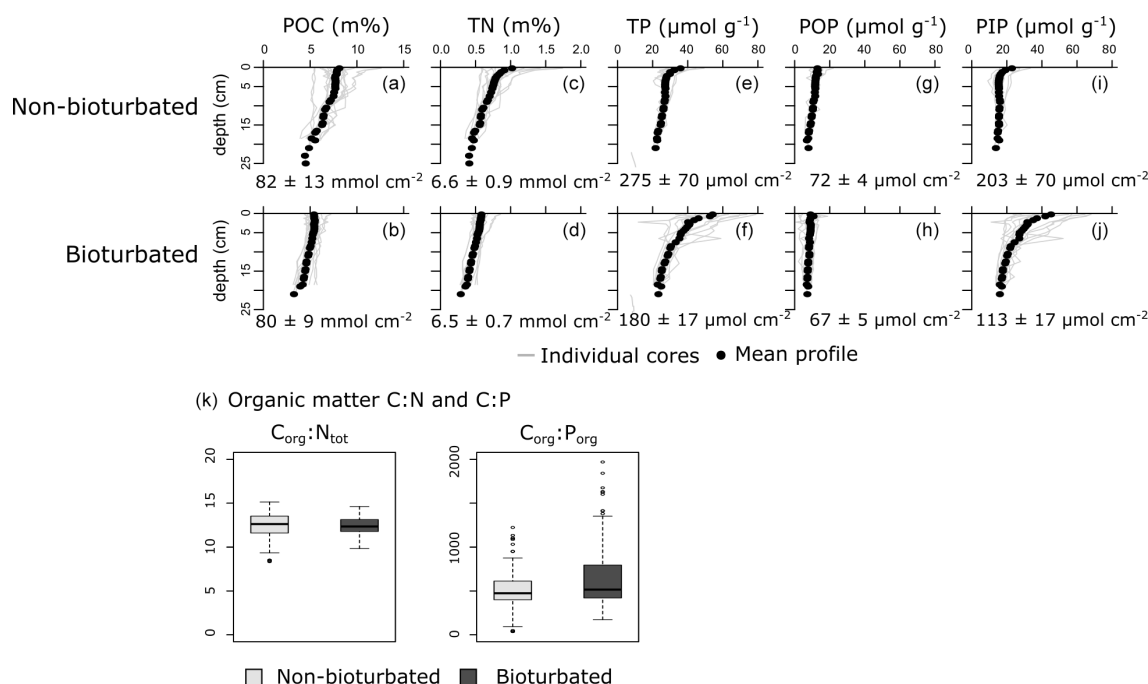 POC (m%) TN (m%) TP (µmol g⁻¹) POP (µmol g⁻¹) PIP (µmol g⁻¹)
0 5 10 15 0 0.5 1.0 1.5 2.0 0 20 40 60 80 0 20 40 60 80 0 20 40 60 80
Non-bioturbated
depth (cm)
0 5 15 25
(a) (c) (e) (g) (i)
82 ± 13 mmol cm⁻² 6.6 ± 0.9 mmol cm⁻² 275 ± 70 µmol cm⁻² 72 ± 4 µmol cm⁻² 203 ± 70 µmol cm⁻²
Bioturbated
depth (cm)
0 5 15 25
(b) (d) (f) (h) (j)
80 ± 9 mmol cm⁻² 6.5 ± 0.7 mmol cm⁻² 180 ± 17 µmol cm⁻² 67 ± 5 µmol cm⁻² 113 ± 17 µmol cm⁻²
Individual cores Mean profile
(k) Organic matter C:N and C:P
Corg:Ntot Corg:Porg
0 5 10 15 20
0 1000 2000
Non-bioturbated Bioturbated